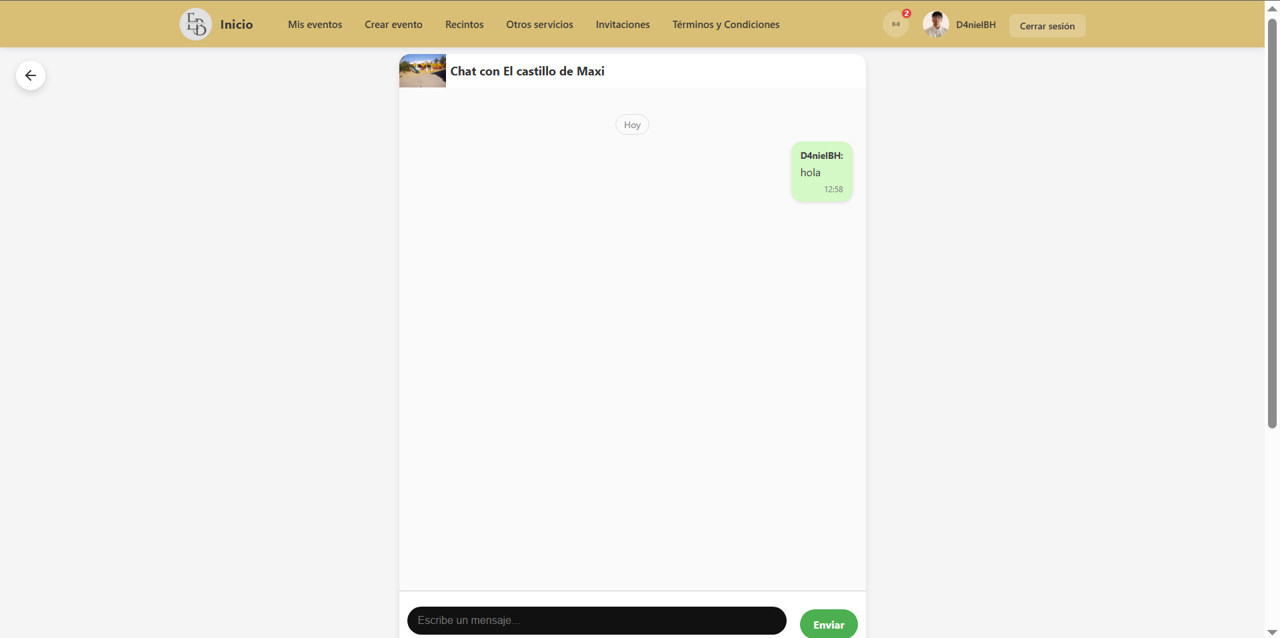 EB Inicio Mis eventos Crear evento Recintos Otros servicios Invitaciones Términos y Condiciones 2 D4nielBH Cerrar sesión
Chat con El castillo de Maxi
Hoy
D4nielBH:
hola
12:58
Escribe un mensaje...
Enviar